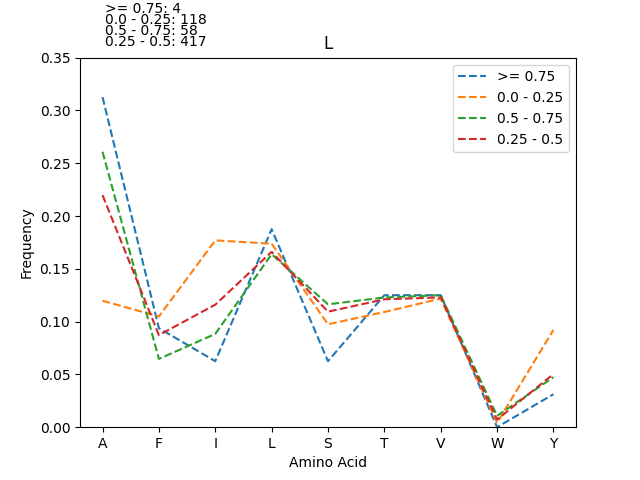 >= 0.75: 4
0.0 - 0.25: 118
0.5 - 0.75: 58
0.25 - 0.5: 417
L
0.35
0.30
0.25
0.20
0.15
0.10
0.05
0.00
Frequency
>= 0.75
0.0 - 0.25
0.5 - 0.75
0.25 - 0.5
A F I L S T V W Y
Amino Acid